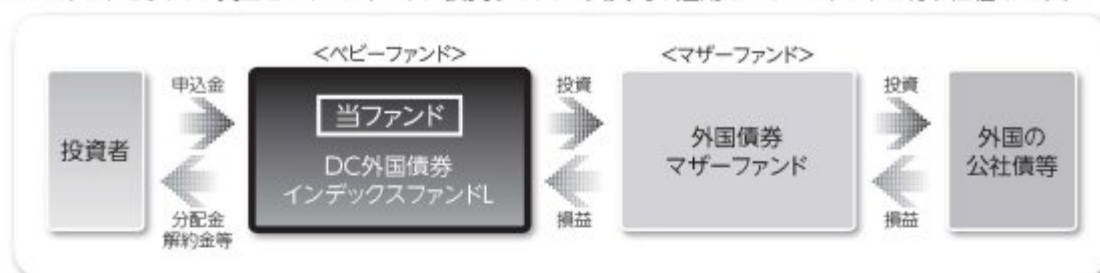 <ベビーファンド>
<マザーファンド>
申込金
投資
投資
投資者
当ファンド
DC外国債券
インデックスファンドL
外国債券
マザーファンド
外国の
公社債等
分配金
解約金等
損益
損益